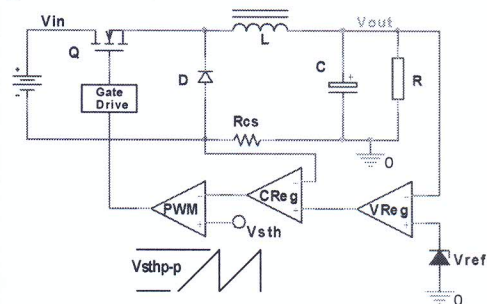 Vin
Vout
Q
L
D
C
+
R
+
-
Gate
Drive
Rcs
0
-
-
PWM
+
CReg
-
-
VReg
+
Vsth
Vsthp-p
Vref
0